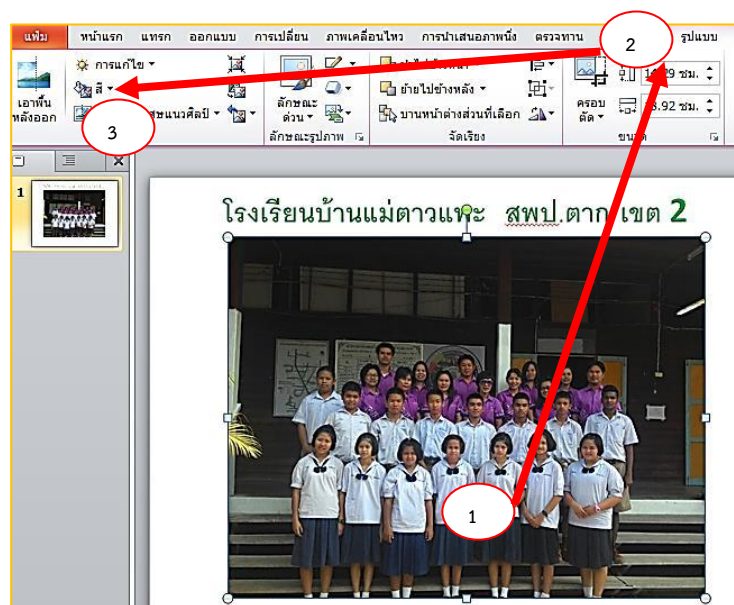 แฟ้ม หน้าแรก แทรก ออกแบบ การเปลี่ยน ภาพเคลื่อนไหว การนำเสนอภาพนิ่ง ตรวจทาน 2 รูปแบบ
การแก้ไข
สี
เอาพื้น
หลังออก
3
ลักษณะ
ด่วน
ลักษณะรูปภาพ
ย้ายไปข้างหลัง
บานหน้าต่างส่วนที่เลือก
จัดเรียง
ครอบ
ตัด
ซม.
ซม.
ขนาด
1
โรงเรียนบ้านแม่ตาวแพะ สพป.ตาก เขต 2
1